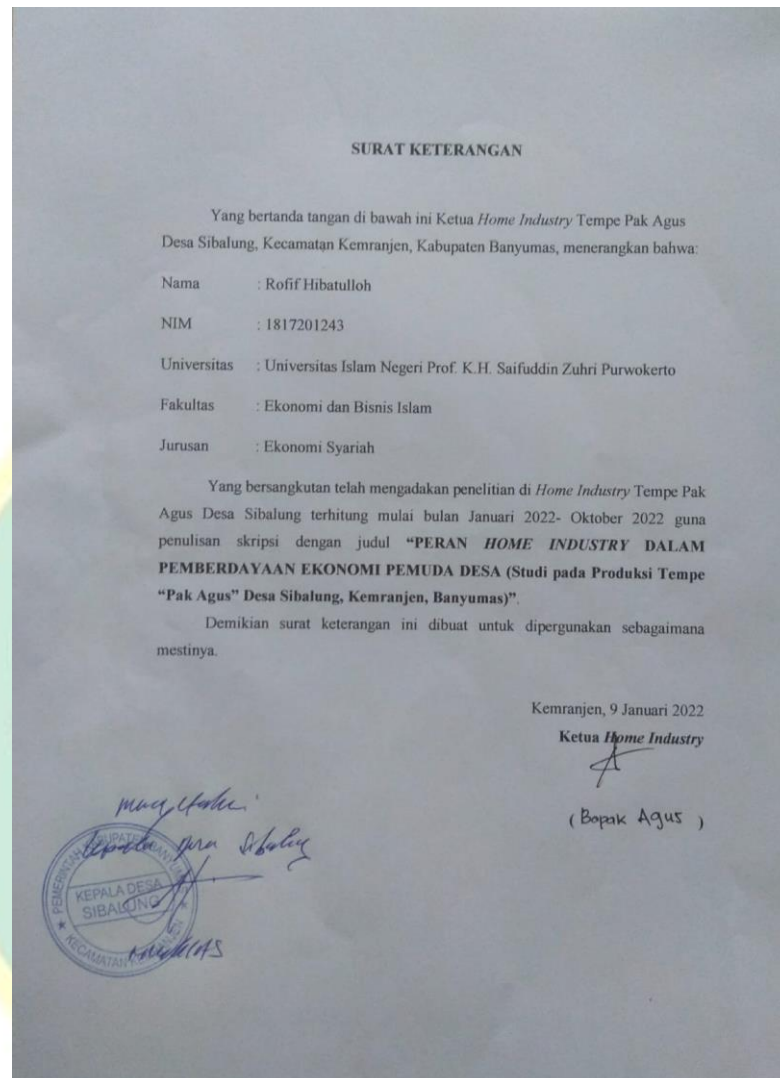 SURAT KETERANGAN
Yang bertanda tangan di bawah ini Ketua Home Industry Tempe Pak Agus
Desa Sibalung, Kecamatan Kemranjen, Kabupaten Banyumas, menerangkan bahwa:
Nama : Rofif Hibatulloh
NIM : 1817201243
Universitas : Universitas Islam Negeri Prof. K.H. Saifuddin Zuhri Purwokerto
Fakultas : Ekonomi dan Bisnis Islam
Jurusan : Ekonomi Syariah
Yang bersangkutan telah mengadakan penelitian di Home Industry Tempe Pak
Agus Desa Sibalung terhitung mulai bulan Januari 2022- Oktober 2022 guna
penulisan skripsi dengan judul “PERAN HOME INDUSTRY DALAM
PEMBERDAYAAN EKONOMI PEMUDA DESA (Studi pada Produksi Tempe
“Pak Agus” Desa Sibalung, Kemranjen, Banyumas)”.
Demikian surat keterangan ini dibuat untuk dipergunakan sebagaimana
mestinya.
Kemranjen, 9 Januari 2022
Ketua Home Industry
(Bapak Agus)
Kepala Desa Sibalung
PEMERINTAH KABUPATEN BANYUMAS
KEPALA DESA
SIBALUNG
KECAMATAN KEMRANJEN